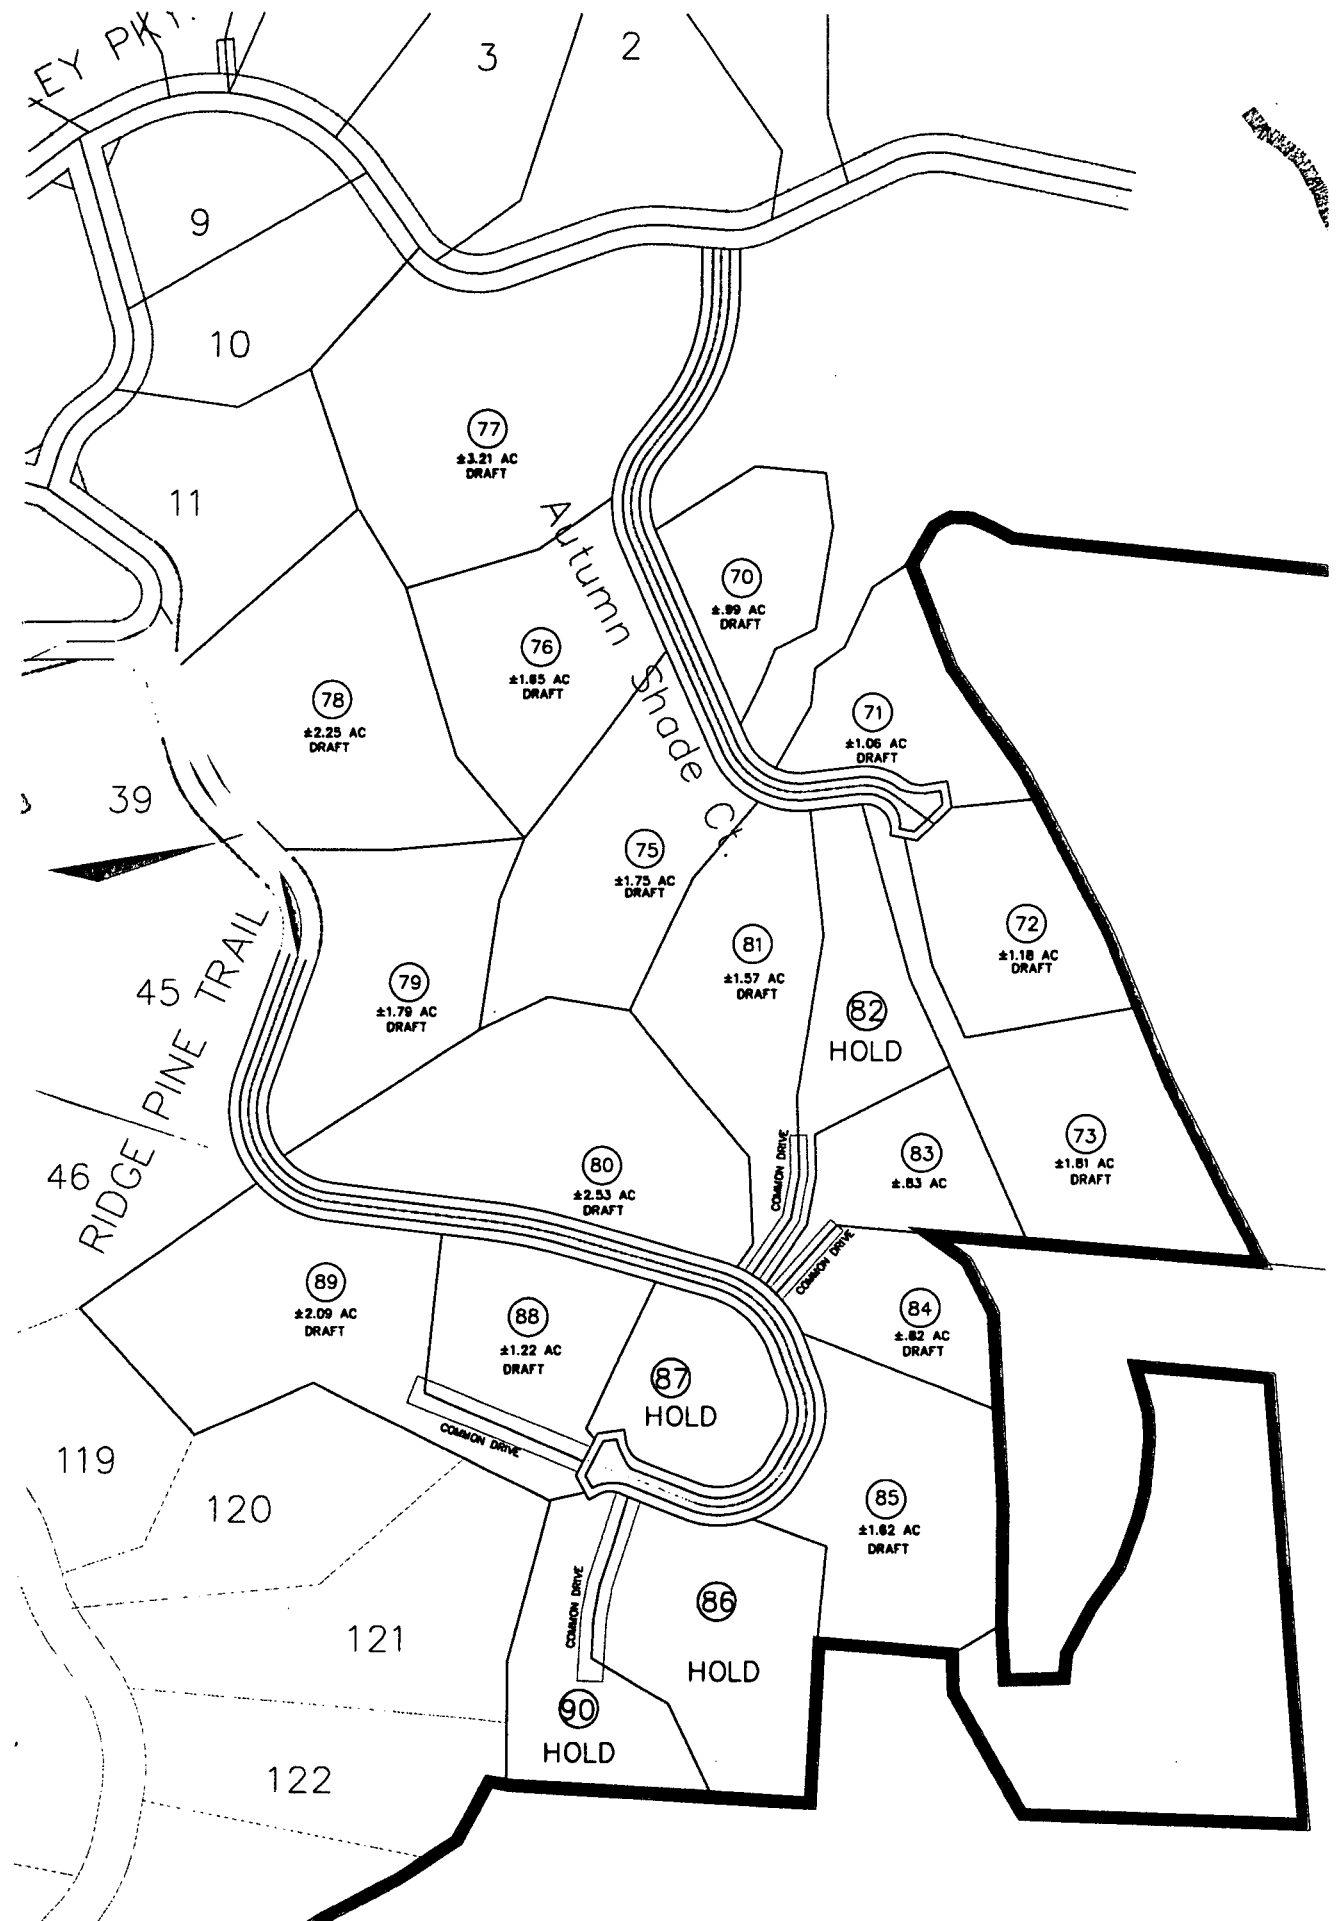 EY PKY.
3
2
9
10
77
±3.21 AC
DRAFT
11
Autumn Shade Ct.
70
±.99 AC
DRAFT
76
±1.65 AC
DRAFT
78
±2.25 AC
DRAFT
71
±1.06 AC
DRAFT
39
75
±1.75 AC
DRAFT
72
±1.18 AC
DRAFT
81
±1.57 AC
DRAFT
79
±1.79 AC
DRAFT
45
RIDGE PINE TRAIL
82
HOLD
46
80
±2.53 AC
DRAFT
COMMON DRIVE
83
±.83 AC
73
±1.81 AC
DRAFT
COMMON DRIVE
89
±2.09 AC
DRAFT
88
±1.22 AC
DRAFT
84
±.82 AC
DRAFT
87
HOLD
COMMON DRIVE
119
120
85
±1.62 AC
DRAFT
COMMON DRIVE
86
HOLD
121
90
HOLD
122